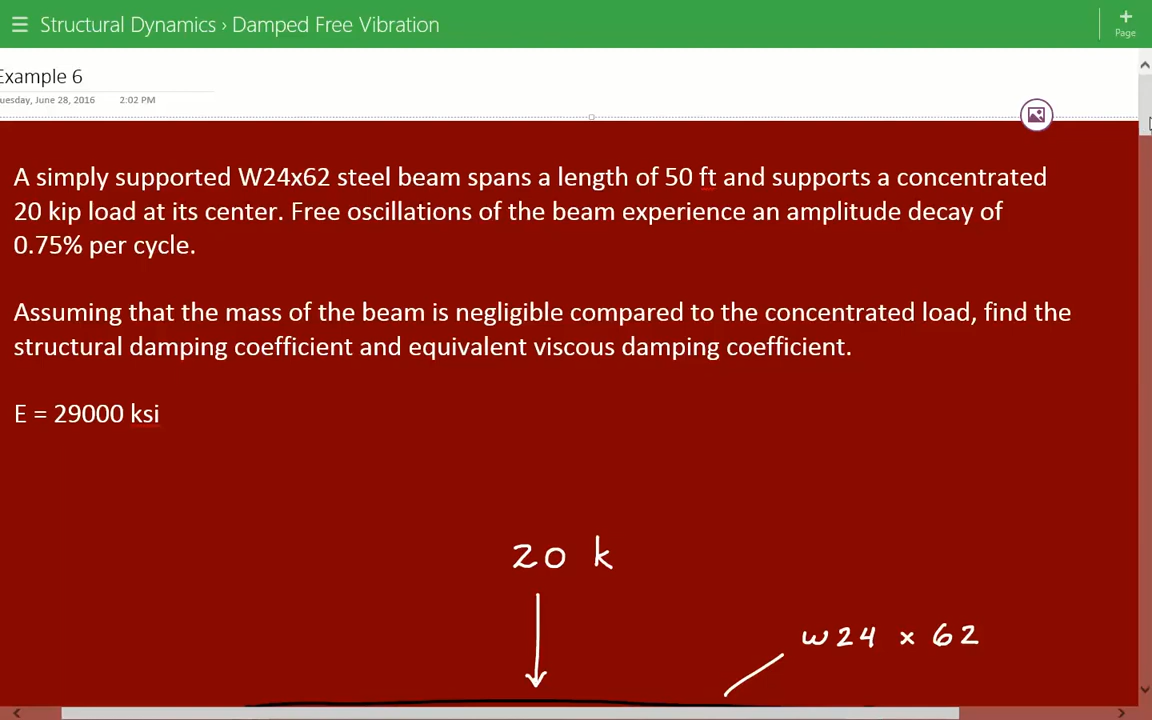 Structural Dynamics › Damped Free Vibration
Page
Example 6
uesday, June 28, 2016 2:02 PM
A simply supported W24x62 steel beam spans a length of 50 ft and supports a concentrated
20 kip load at its center. Free oscillations of the beam experience an amplitude decay of
0.75% per cycle.
Assuming that the mass of the beam is negligible compared to the concentrated load, find the
structural damping coefficient and equivalent viscous damping coefficient.
E = 29000 ksi
20 k
W24 x 62